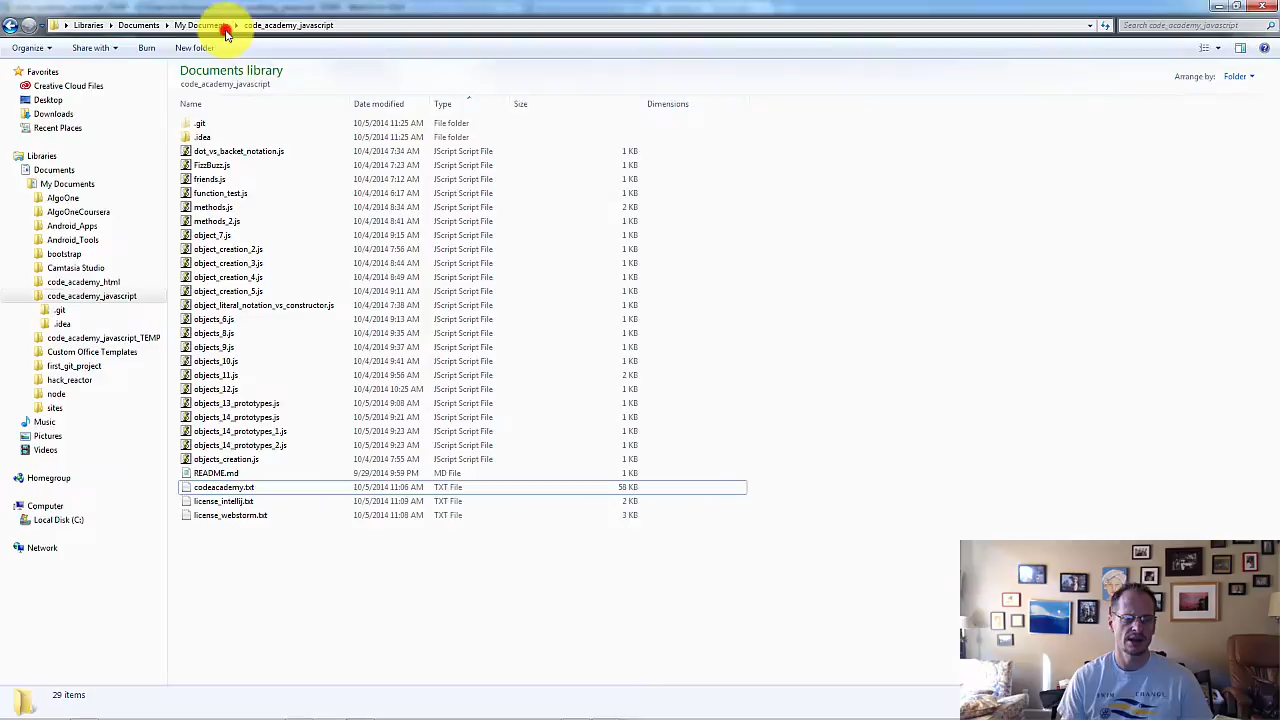 Libraries Documents My Documents code_academy_javascript
Search code_academy_javascript
Organize Share with Burn New folder
Documents library
code_academy_javascript
Arrange by: Folder
Favorites
Creative Cloud Files
Desktop
Downloads
Recent Places
Libraries
Documents
My Documents
AlgoOne
AlgoOneCoursera
Android_Apps
Android_Tools
bootstrap
Camtasia Studio
code_academy_html
code_academy_javascript
.git
.idea
code_academy_javascript_TEMP
Custom Office Templates
first_git_project
hack_reactor
node
sites
Music
Pictures
Videos
Homegroup
Computer
Local Disk (C:)
Network
Name Date modified Type Size Dimensions
.git 10/5/2014 11:25 AM File folder
.idea 10/5/2014 11:25 AM File folder
dot_vs_backet_notation.js 10/4/2014 7:34 AM JScript Script File 1 KB
FizzBuzz.js 10/4/2014 7:23 AM JScript Script File 1 KB
friends.js 10/4/2014 7:12 AM JScript Script File 1 KB
function_test.js 10/4/2014 6:17 AM JScript Script File 1 KB
methods.js 10/4/2014 8:34 AM JScript Script File 2 KB
methods_2.js 10/4/2014 8:41 AM JScript Script File 1 KB
object_7.js 10/4/2014 9:15 AM JScript Script File 1 KB
object_creation_2.js 10/4/2014 7:56 AM JScript Script File 1 KB
object_creation_3.js 10/4/2014 8:44 AM JScript Script File 1 KB
object_creation_4.js 10/4/2014 8:49 AM JScript Script File 1 KB
object_creation_5.js 10/4/2014 9:11 AM JScript Script File 1 KB
object_literal_notation_vs_constructor.js 10/4/2014 7:38 AM JScript Script File 1 KB
objects_6.js 10/4/2014 9:13 AM JScript Script File 1 KB
objects_8.js 10/4/2014 9:35 AM JScript Script File 1 KB
objects_9.js 10/4/2014 9:37 AM JScript Script File 1 KB
objects_10.js 10/4/2014 9:41 AM JScript Script File 1 KB
objects_11.js 10/4/2014 9:56 AM JScript Script File 2 KB
objects_12.js 10/4/2014 10:25 AM JScript Script File 1 KB
objects_13_prototypes.js 10/5/2014 9:08 AM JScript Script File 1 KB
objects_14_prototypes.js 10/5/2014 9:21 AM JScript Script File 1 KB
objects_14_prototypes_1.js 10/5/2014 9:23 AM JScript Script File 1 KB
objects_14_prototypes_2.js 10/5/2014 9:23 AM JScript Script File 1 KB
objects_creation.js 10/4/2014 7:55 AM JScript Script File 1 KB
README.md 9/29/2014 9:59 PM MD File 1 KB
codeacademy.txt 10/5/2014 11:06 AM TXT File 58 KB
license_intellij.txt 10/5/2014 11:09 AM TXT File 2 KB
license_webstorm.txt 10/5/2014 11:08 AM TXT File 3 KB
29 items